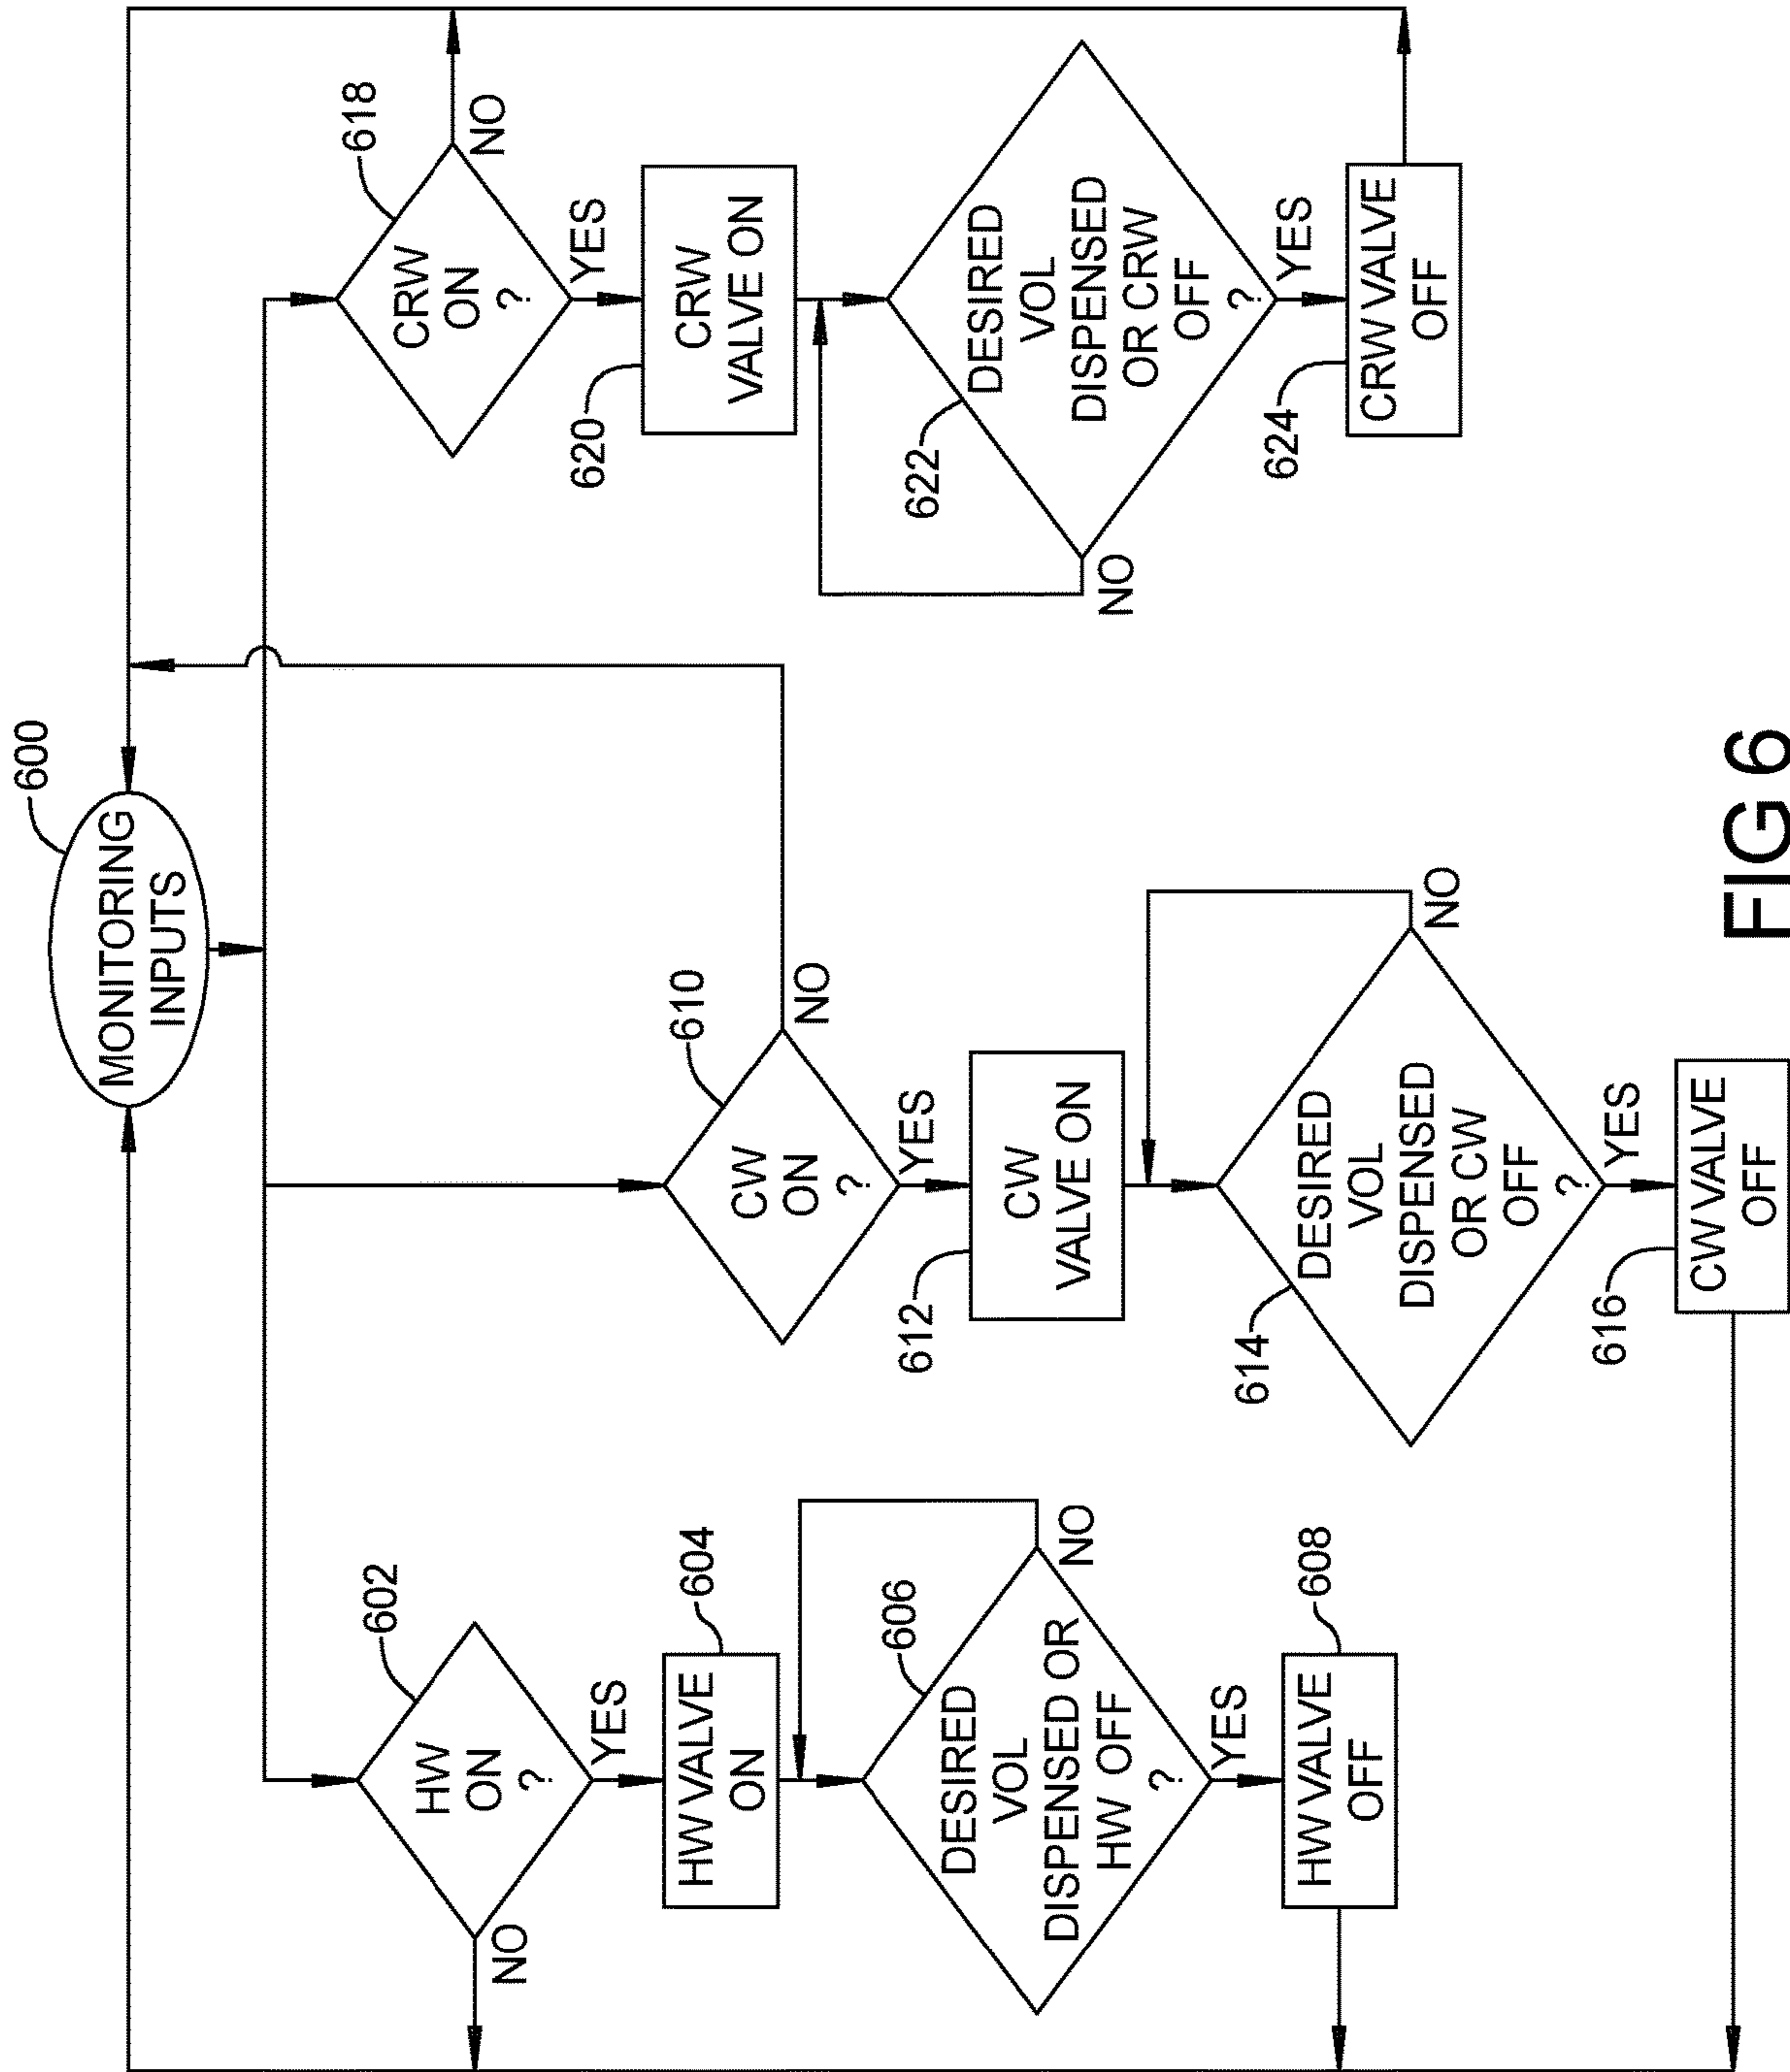 600
MONITORING
INPUTS
602
HW
ON
?
NO
YES
604
HW VALVE
ON
606
DESIRED
VOL
DISPENSED OR
HW OFF
?
NO
YES
608
HW VALVE
OFF
610
CW
ON
?
NO
YES
612
CW
VALVE ON
614
DESIRED
VOL
DISPENSED
OR CW
OFF
?
NO
YES
616
CW VALVE
OFF
618
CRW
ON
?
NO
YES
620
CRW
VALVE ON
622
DESIRED
VOL
DISPENSED
OR CRW
OFF
?
NO
YES
624
CRW VALVE
OFF
FIG 6